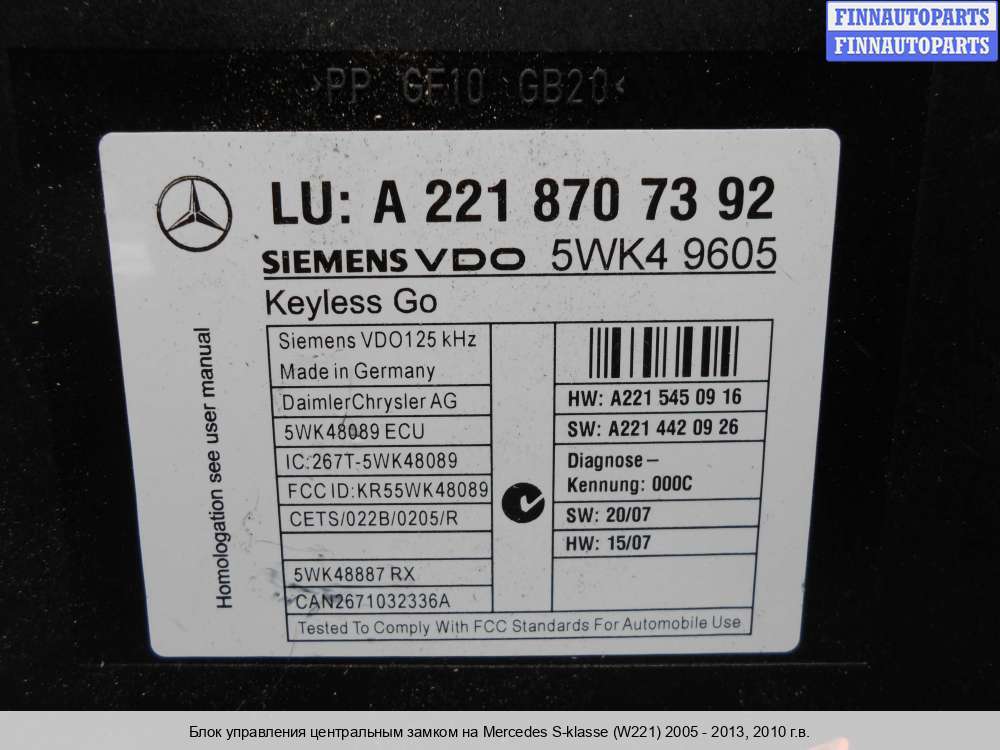 FINNAUTOPARTS
FINNAUTOPARTS
>PP GF10 GB20<
LU: A 221 870 73 92
SIEMENS VDO 5WK4 9605
Keyless Go
Homologation see user manual
Siemens VDO125 kHz
Made in Germany
DaimlerChrysler AG
5WK48089 ECU
IC:267T-5WK48089
FCC ID:KR55WK48089
CETS/022B/0205/R
5WK48887 RX
CAN2671032336A
HW: A221 545 09 16
SW: A221 442 09 26
Diagnose–
Kennung: 000C
SW: 20/07
HW: 15/07
Tested To Comply With FCC Standards For Automobile Use
Блок управления центральным замком на Mercedes S-klasse (W221) 2005 - 2013, 2010 г.в.